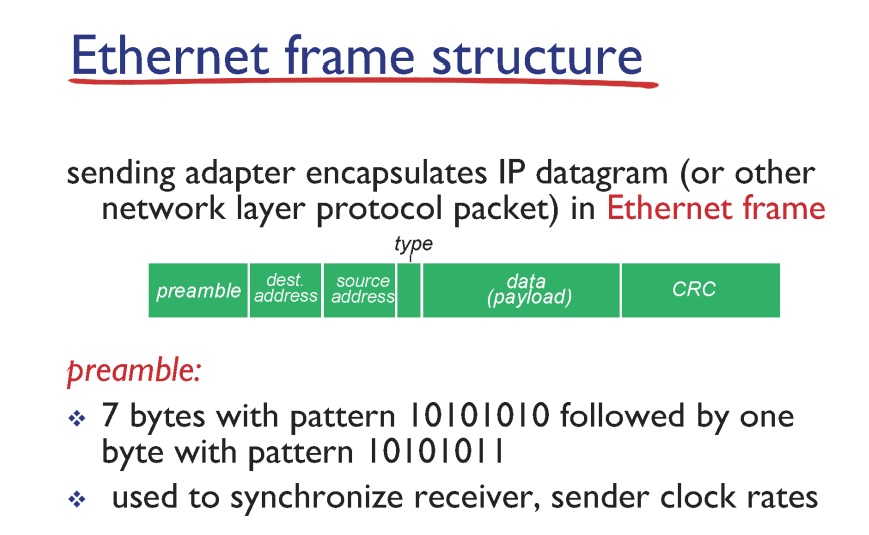 Ethernet frame structure
sending adapter encapsulates IP datagram (or other
network layer protocol packet) in Ethernet frame
type
preamble
dest.
address
source
address
data
(payload)
CRC
preamble:
❖ 7 bytes with pattern 10101010 followed by one
byte with pattern 10101011
❖ used to synchronize receiver, sender clock rates